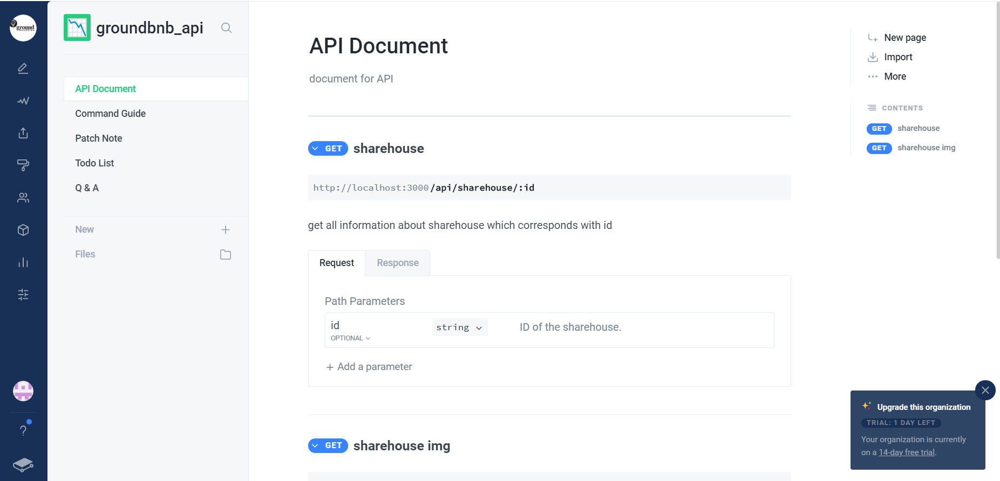 ground
groundbnb_api
API Document
Command Guide
Patch Note
Todo List
Q & A
New
Files
API Document
document for API
GET sharehouse
http://localhost:3000/api/sharehouse/:id
get all information about sharehouse which corresponds with id
Request Response
Path Parameters
id string ID of the sharehouse.
OPTIONAL
Add a parameter
GET sharehouse img
New page
Import
More
CONTENTS
GET sharehouse
GET sharehouse img
Upgrade this organization
TRIAL: 1 DAY LEFT
Your organization is currently
on a 14-day free trial.